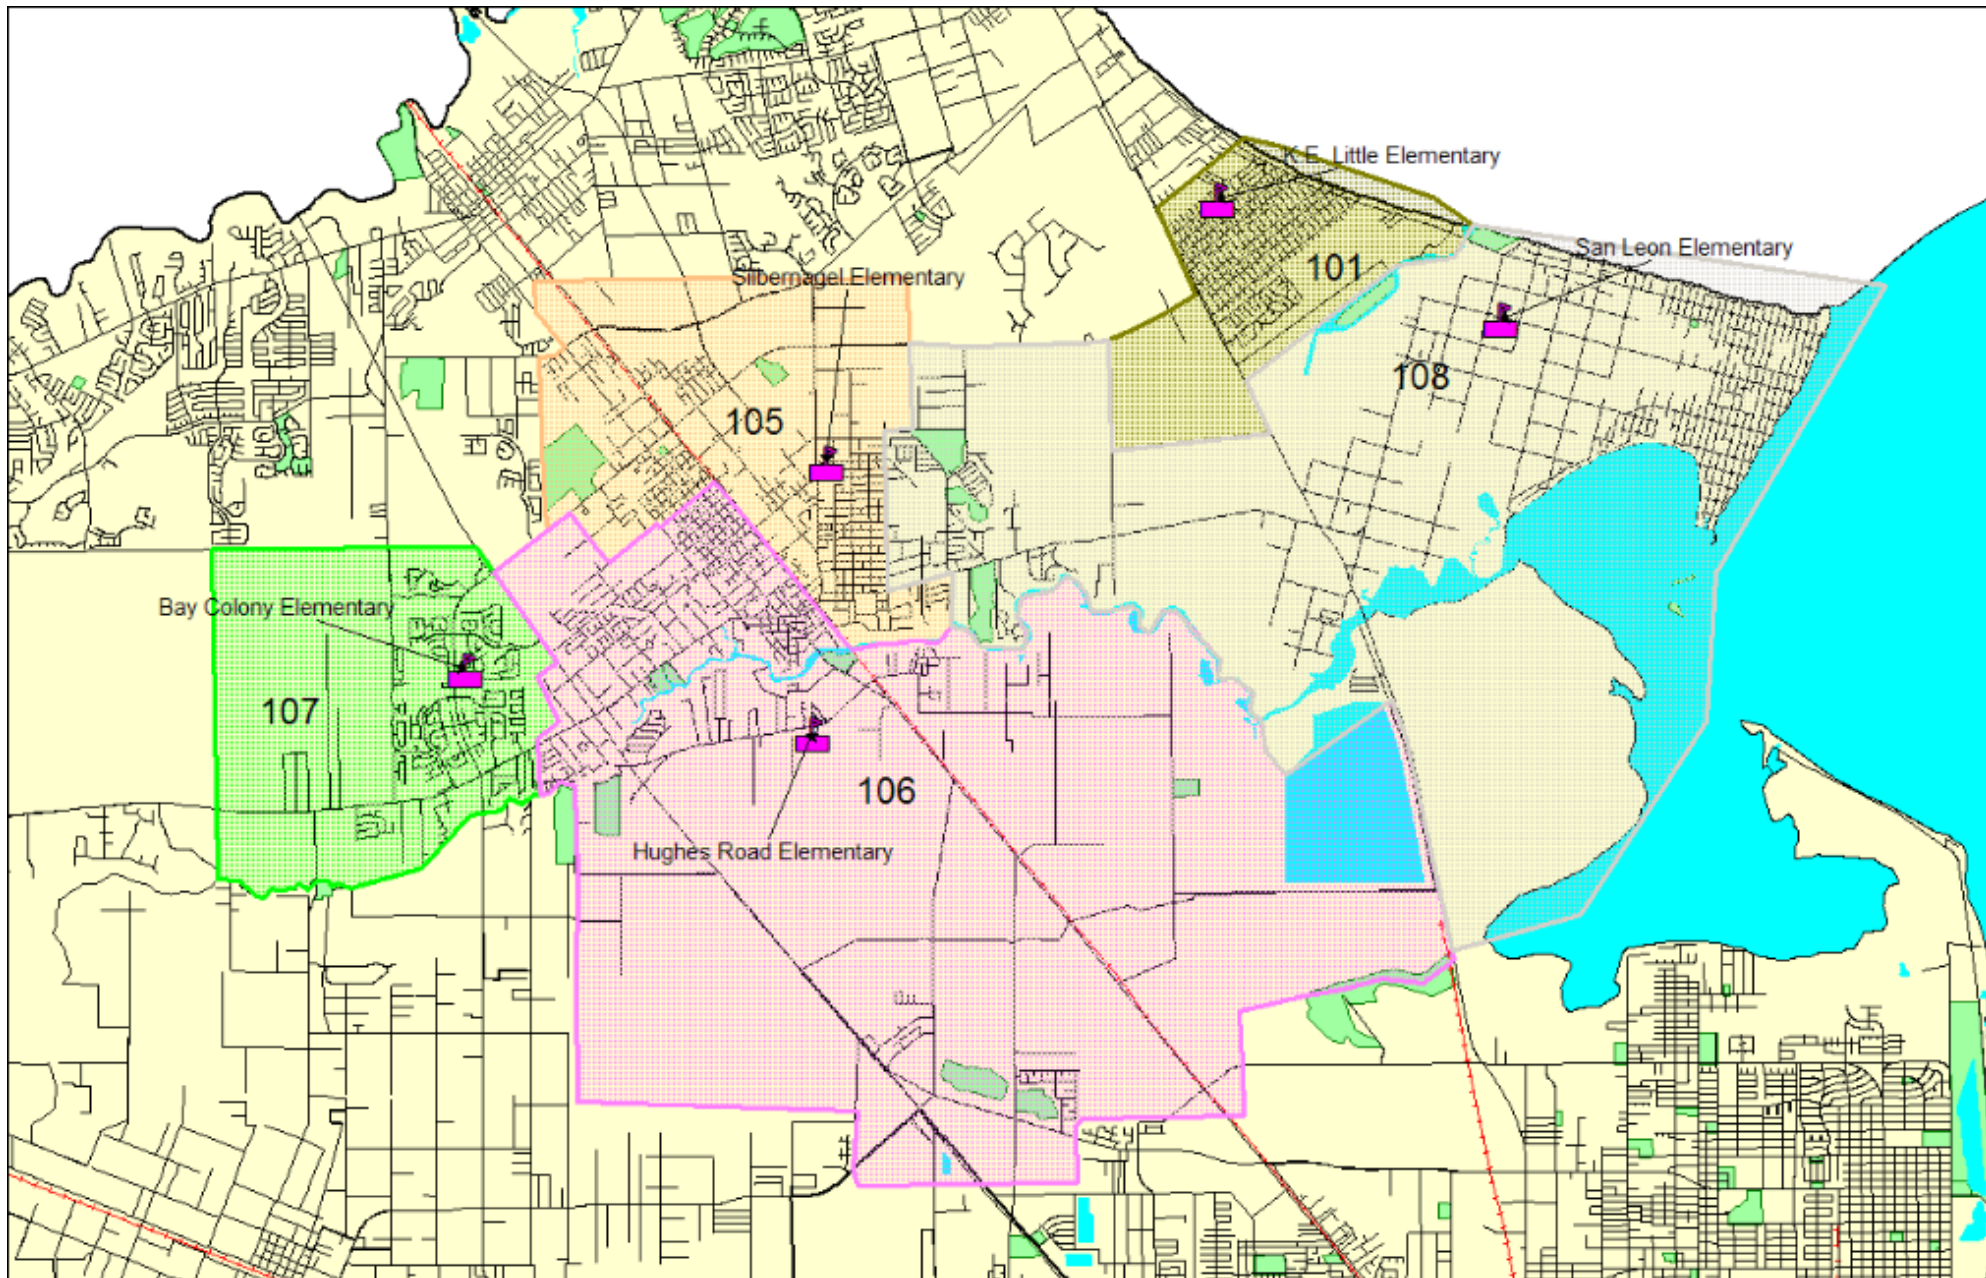 K.E. Little Elementary
San Leon Elementary
101
Silbernagel Elementary
108
105
Bay Colony Elementary
107
106
Hughes Road Elementary